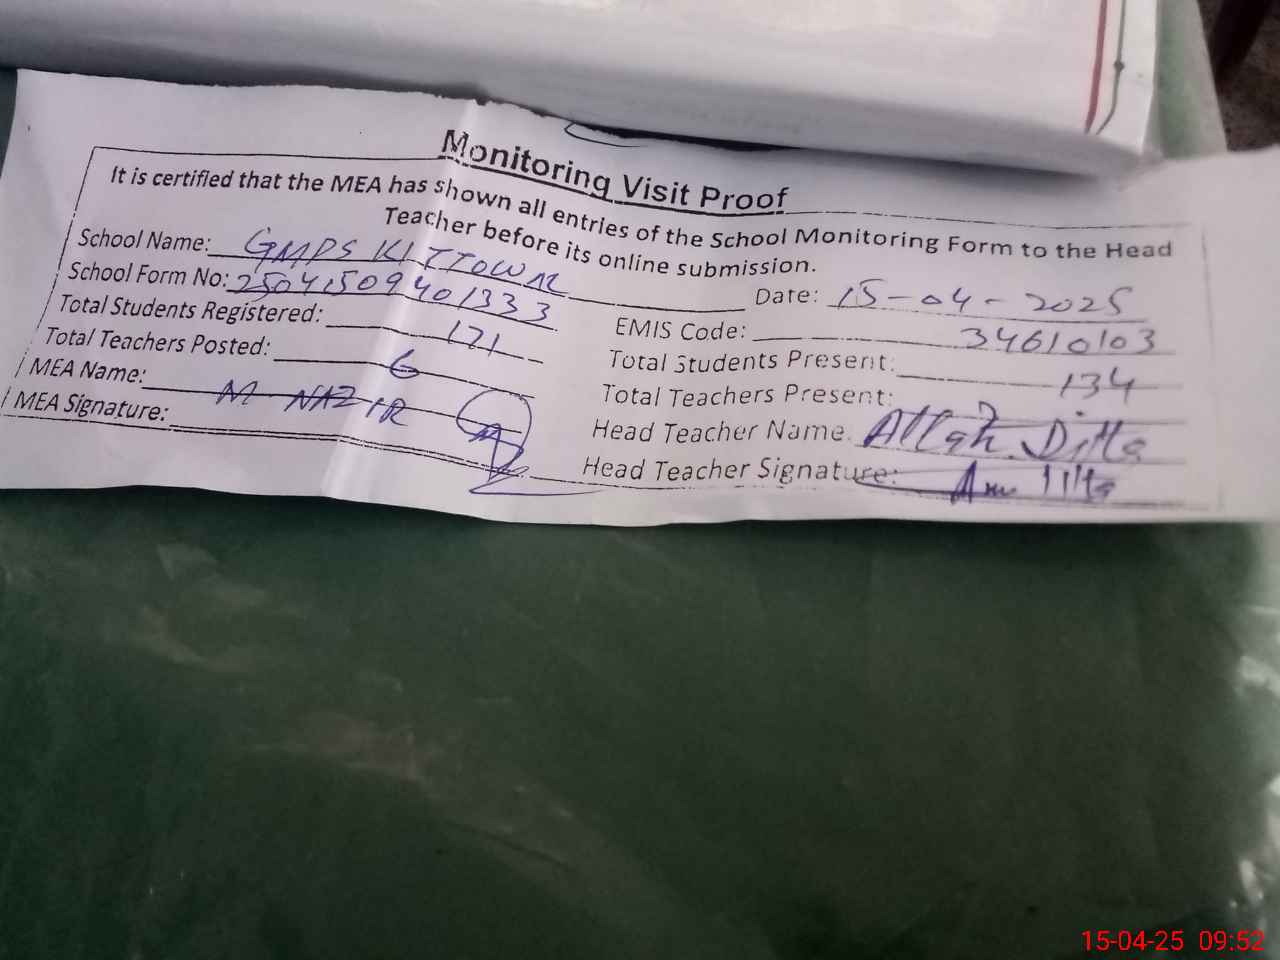 Monitoring Visit Proof
It is certified that the MEA has shown all entries of the School Monitoring Form to the Head
Teacher before its online submission.
School Name: GMPS KITTOWAL
Date: 15-04-2025
School Form No: 2504150940 1333
EMIS Code: 34610103
Total Students Registered: 171
Total Students Present: 134
Total Teachers Posted: 6
Total Teachers Present:
MEA Name: M NAZIR
Head Teacher Name. Allah Ditta
MEA Signature:
Head Teacher Signature:
15-04-25 09:52